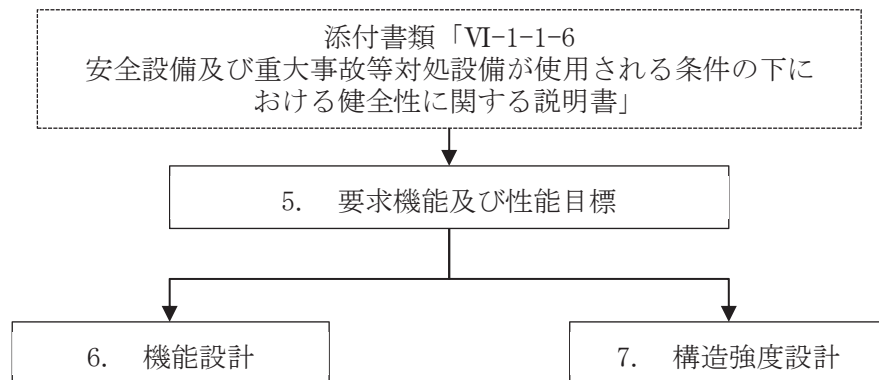 添付書類「Ⅵ-1-1-6
安全設備及び重大事故等対処設備が使用される条件の下に
おける健全性に関する説明書」
5. 要求機能及び性能目標
6. 機能設計
7. 構造強度設計